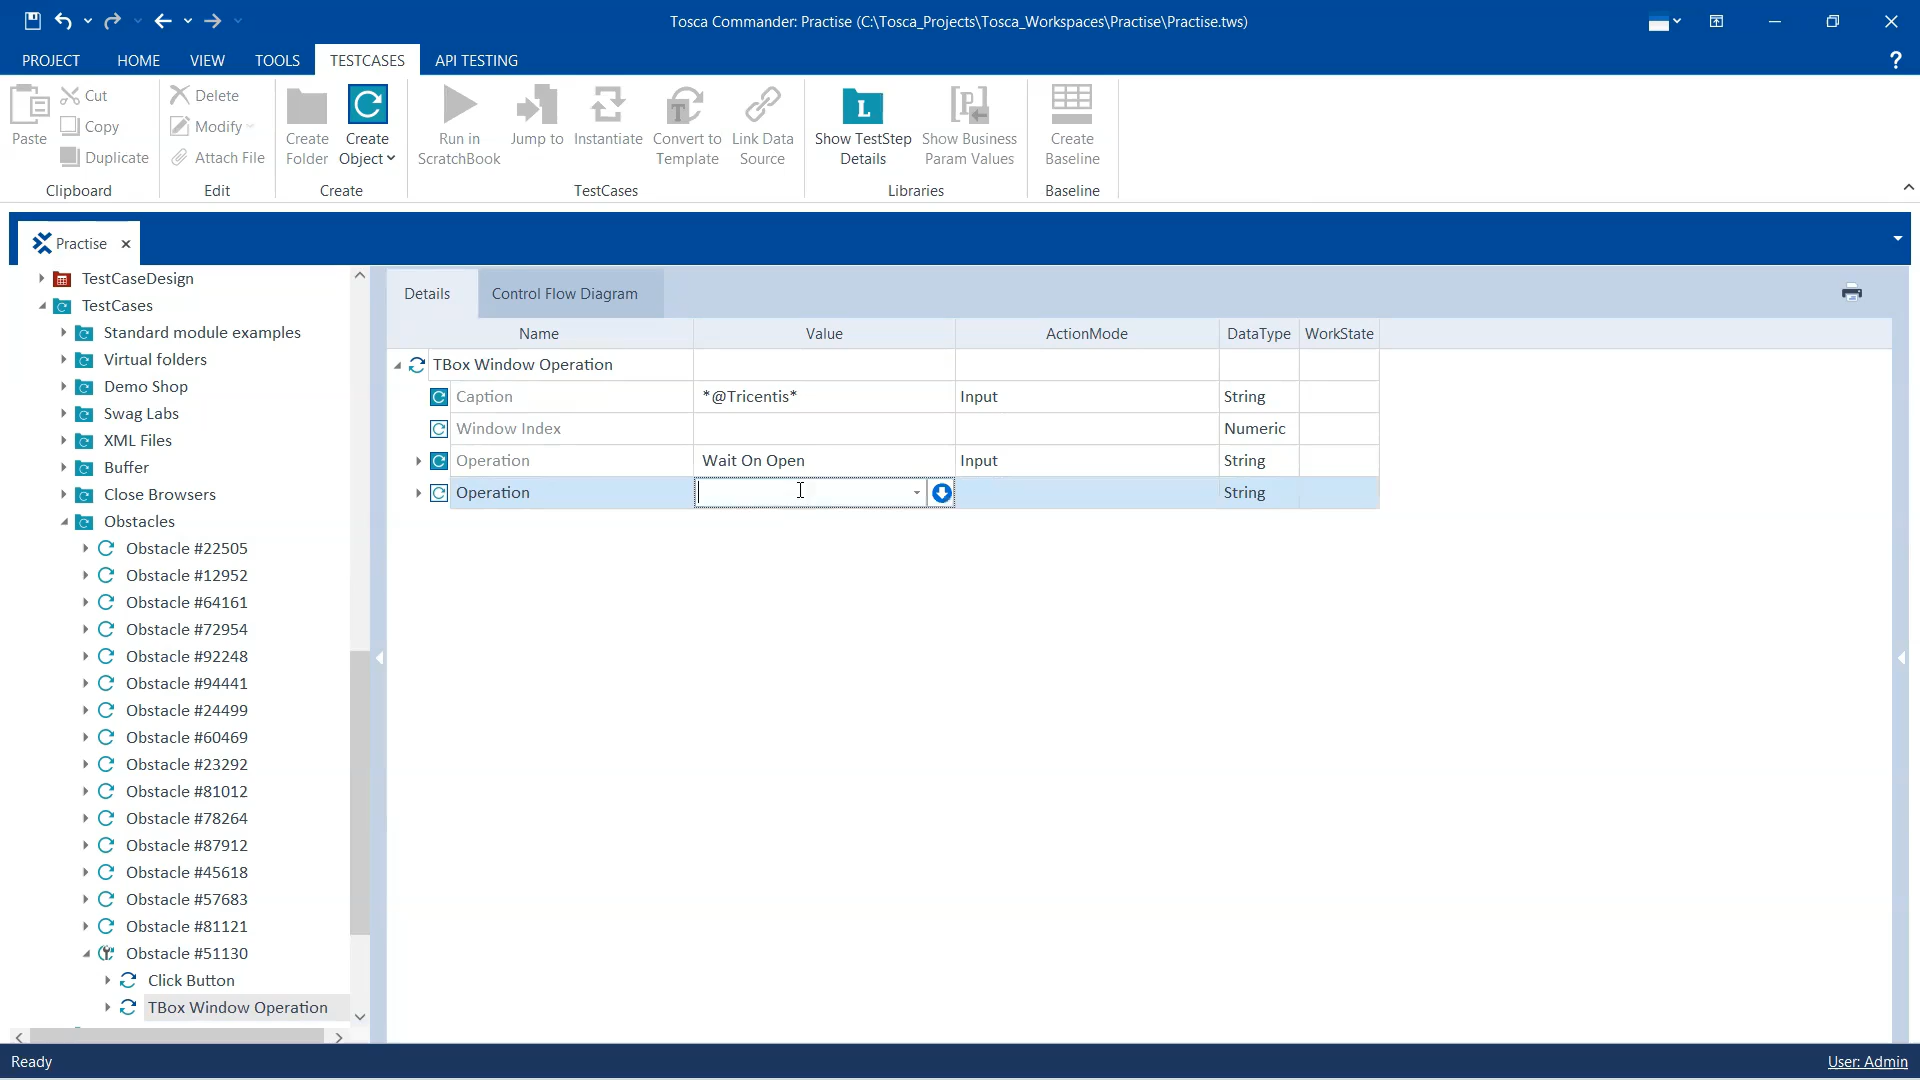 Tosca Commander: Practise (C:\Tosca_Projects\Tosca_Workspaces\Practise\Practise.tws)
PROJECT HOME VIEW TOOLS TESTCASES API TESTING
?
Paste
Cut
Copy
Duplicate
Clipboard
Delete
Modify
Attach File
Edit
Create Folder
Create Object
Create
Run in ScratchBook
Jump to
Instantiate
Convert to Template
Link Data Source
TestCases
L
Show TestStep Details
Show Business Param Values
Libraries
Create Baseline
Baseline
Practise
TestCaseDesign
TestCases
Standard module examples
Virtual folders
Demo Shop
Swag Labs
XML Files
Buffer
Close Browsers
Obstacles
Obstacle #22505
Obstacle #12952
Obstacle #64161
Obstacle #72954
Obstacle #92248
Obstacle #94441
Obstacle #24499
Obstacle #60469
Obstacle #23292
Obstacle #81012
Obstacle #78264
Obstacle #87912
Obstacle #45618
Obstacle #57683
Obstacle #81121
Obstacle #51130
Click Button
TBox Window Operation
Details Control Flow Diagram
Name Value ActionMode DataType WorkState
TBox Window Operation
Caption *@Tricentis* Input String
Window Index Numeric
Operation Wait On Open Input String
Operation String
Ready
User: Admin